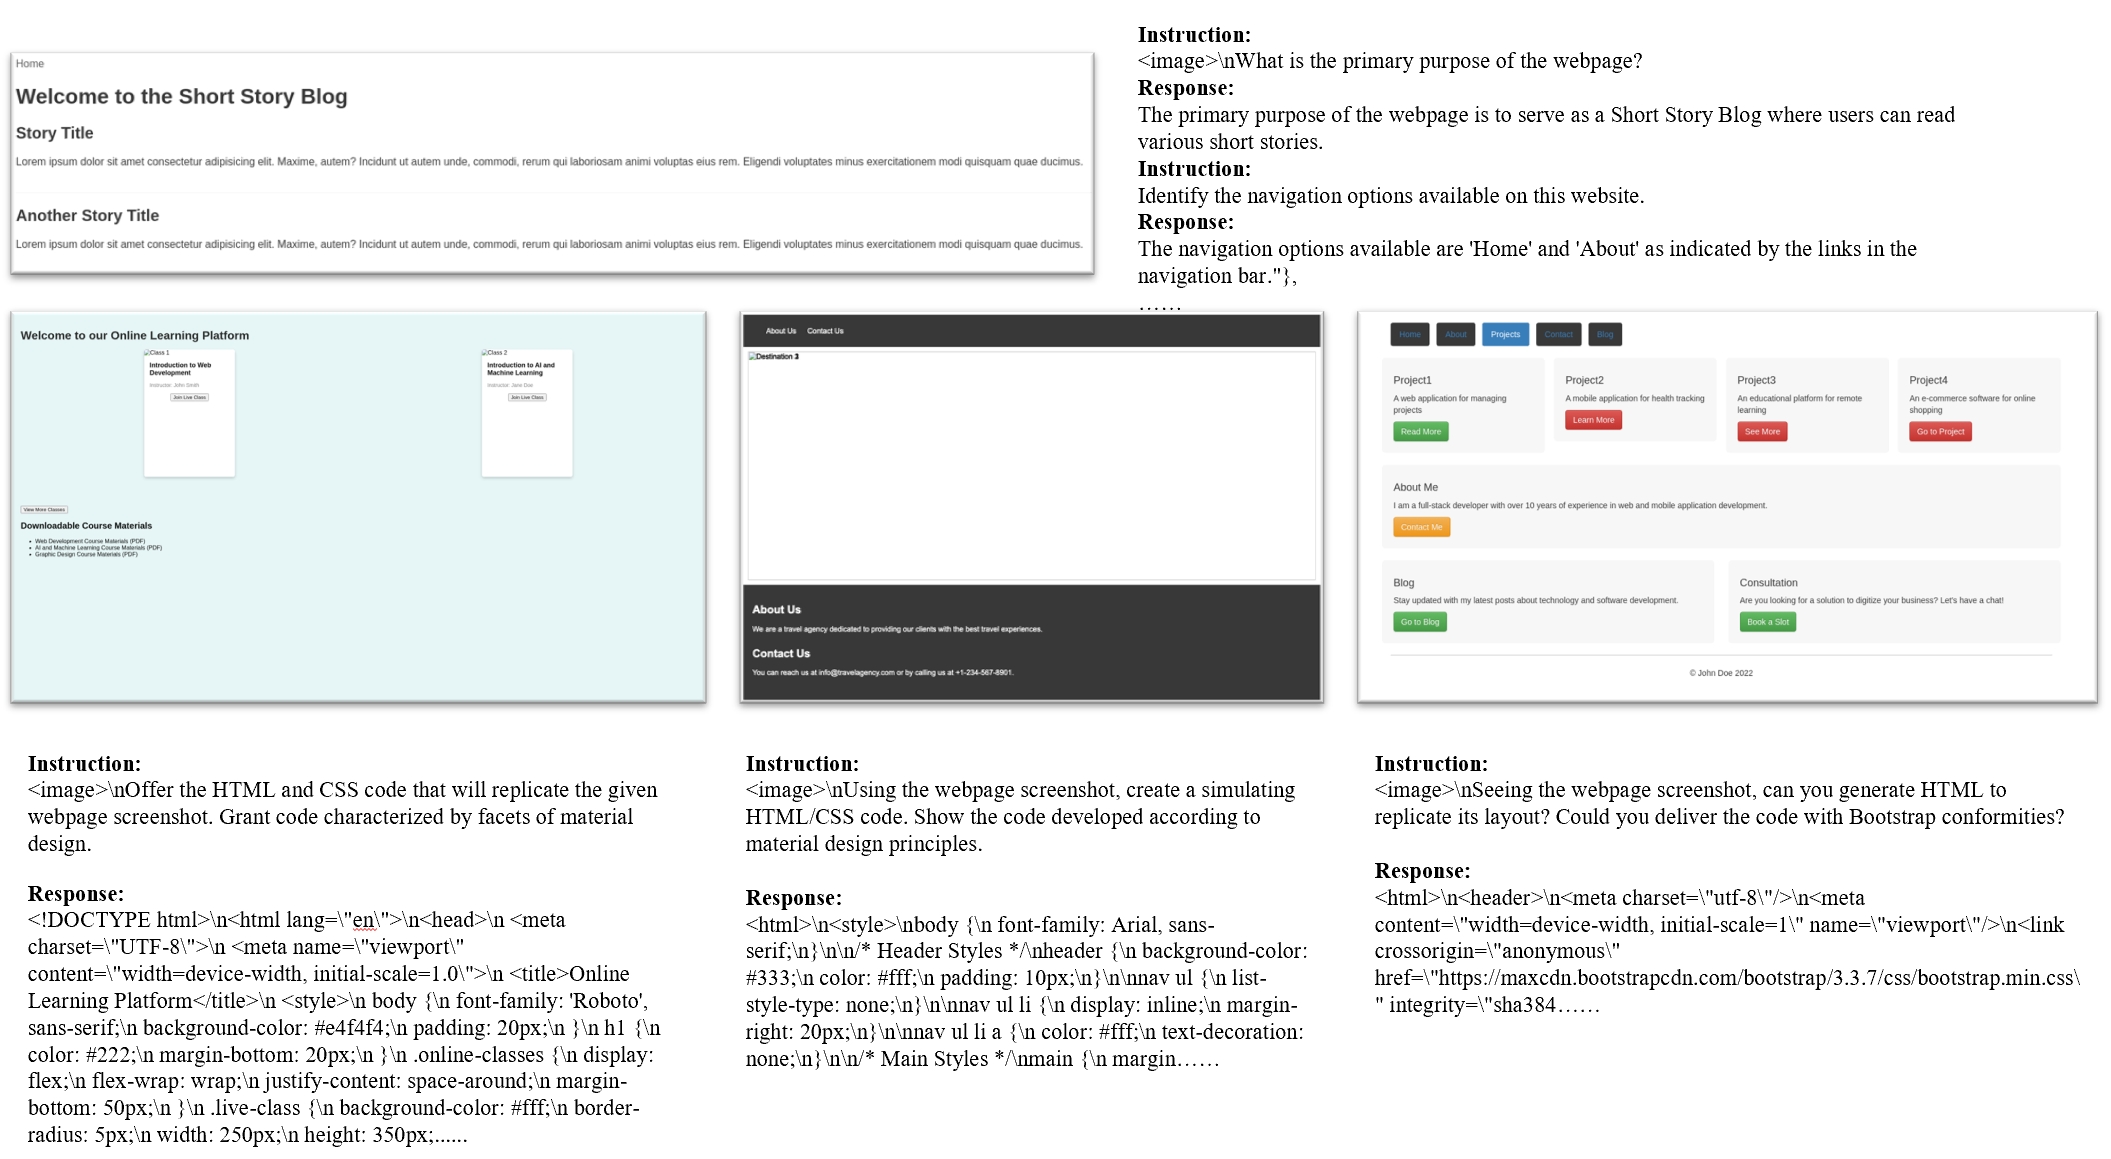 Home
Welcome to the Short Story Blog
Story Title
Lorem ipsum dolor sit amet consectetur adipisicing elit. Maxime, autem? Incidunt ut autem unde, commodi, rerum qui laboriosam animi voluptas eius rem. Eligendi voluptates minus exercitationem modi quisquam quae ducimus.
Another Story Title
Lorem ipsum dolor sit amet consectetur adipisicing elit. Maxime, autem? Incidunt ut autem unde, commodi, rerum qui laboriosam animi voluptas eius rem. Eligendi voluptates minus exercitationem modi quisquam quae ducimus.
Instruction:
<image>\nWhat is the primary purpose of the webpage?
Response:
The primary purpose of the webpage is to serve as a Short Story Blog where users can read
various short stories.
Instruction:
Identify the navigation options available on this website.
Response:
The navigation options available are 'Home' and 'About' as indicated by the links in the
navigation bar."},
……
Welcome to our Online Learning Platform
Class 1
Introduction to Web
Development
Instructor: John Smith
Join Live Class
Class 2
Introduction to AI and
Machine Learning
Instructor: Jane Doe
Join Live Class
View More Classes
Downloadable Course Materials
Web Development Course Materials (PDF)
AI and Machine Learning Course Materials (PDF)
Graphic Design Course Materials (PDF)
About Us Contact Us
Destination 3
About Us
We are a travel agency dedicated to providing our clients with the best travel experiences.
Contact Us
You can reach us at info@travelagency.com or by calling us at +1-234-567-8901.
Home About Projects Contact Blog
Project1
A web application for managing
projects
Read More
Project2
A mobile application for health tracking
Learn More
Project3
An educational platform for remote
learning
See More
Project4
An e-commerce software for online
shopping
Go to Project
About Me
I am a full-stack developer with over 10 years of experience in web and mobile application development.
Contact Me
Blog
Stay updated with my latest posts about technology and software development.
Go to Blog
Consultation
Are you looking for a solution to digitize your business? Let's have a chat!
Book a Slot
© John Doe 2022
Instruction:
<image>\nOffer the HTML and CSS code that will replicate the given
webpage screenshot. Grant code characterized by facets of material
design.
Response:
<!DOCTYPE html>\n<html lang=\"en\">\n<head>\n <meta
charset=\"UTF-8\">\n <meta name=\"viewport\"
content=\"width=device-width, initial-scale=1.0\">\n <title>Online
Learning Platform</title>\n <style>\n body {\n font-family: 'Roboto',
sans-serif;\n background-color: #e4f4f4;\n padding: 20px;\n }\n h1 {\n
color: #222;\n margin-bottom: 20px;\n }\n .online-classes {\n display:
flex;\n flex-wrap: wrap;\n justify-content: space-around;\n margin-
bottom: 50px;\n }\n .live-class {\n background-color: #fff;\n border-
radius: 5px;\n width: 250px;\n height: 350px;......
Instruction:
<image>\nUsing the webpage screenshot, create a simulating
HTML/CSS code. Show the code developed according to
material design principles.
Response:
<html>\n<style>\nbody {\n font-family: Arial, sans-
serif;\n}\n\n/* Header Styles */\nheader {\n background-color:
#333;\n color: #fff;\n padding: 10px;\n}\n\nnav ul {\n list-
style-type: none;\n}\n\nnav ul li {\n display: inline;\n margin-
right: 20px;\n}\n\nnav ul li a {\n color: #fff;\n text-decoration:
none;\n}\n\n/* Main Styles */\nmain {\n margin……
Instruction:
<image>\nSeeing the webpage screenshot, can you generate HTML to
replicate its layout? Could you deliver the code with Bootstrap conformities?
Response:
<html>\n<header>\n<meta charset=\"utf-8\"/>\n<meta
content=\"width=device-width, initial-scale=1\" name=\"viewport\"/>\n<link
crossorigin=\"anonymous\"
href=\"https://maxcdn.bootstrapcdn.com/bootstrap/3.3.7/css/bootstrap.min.css\
" integrity=\"sha384……